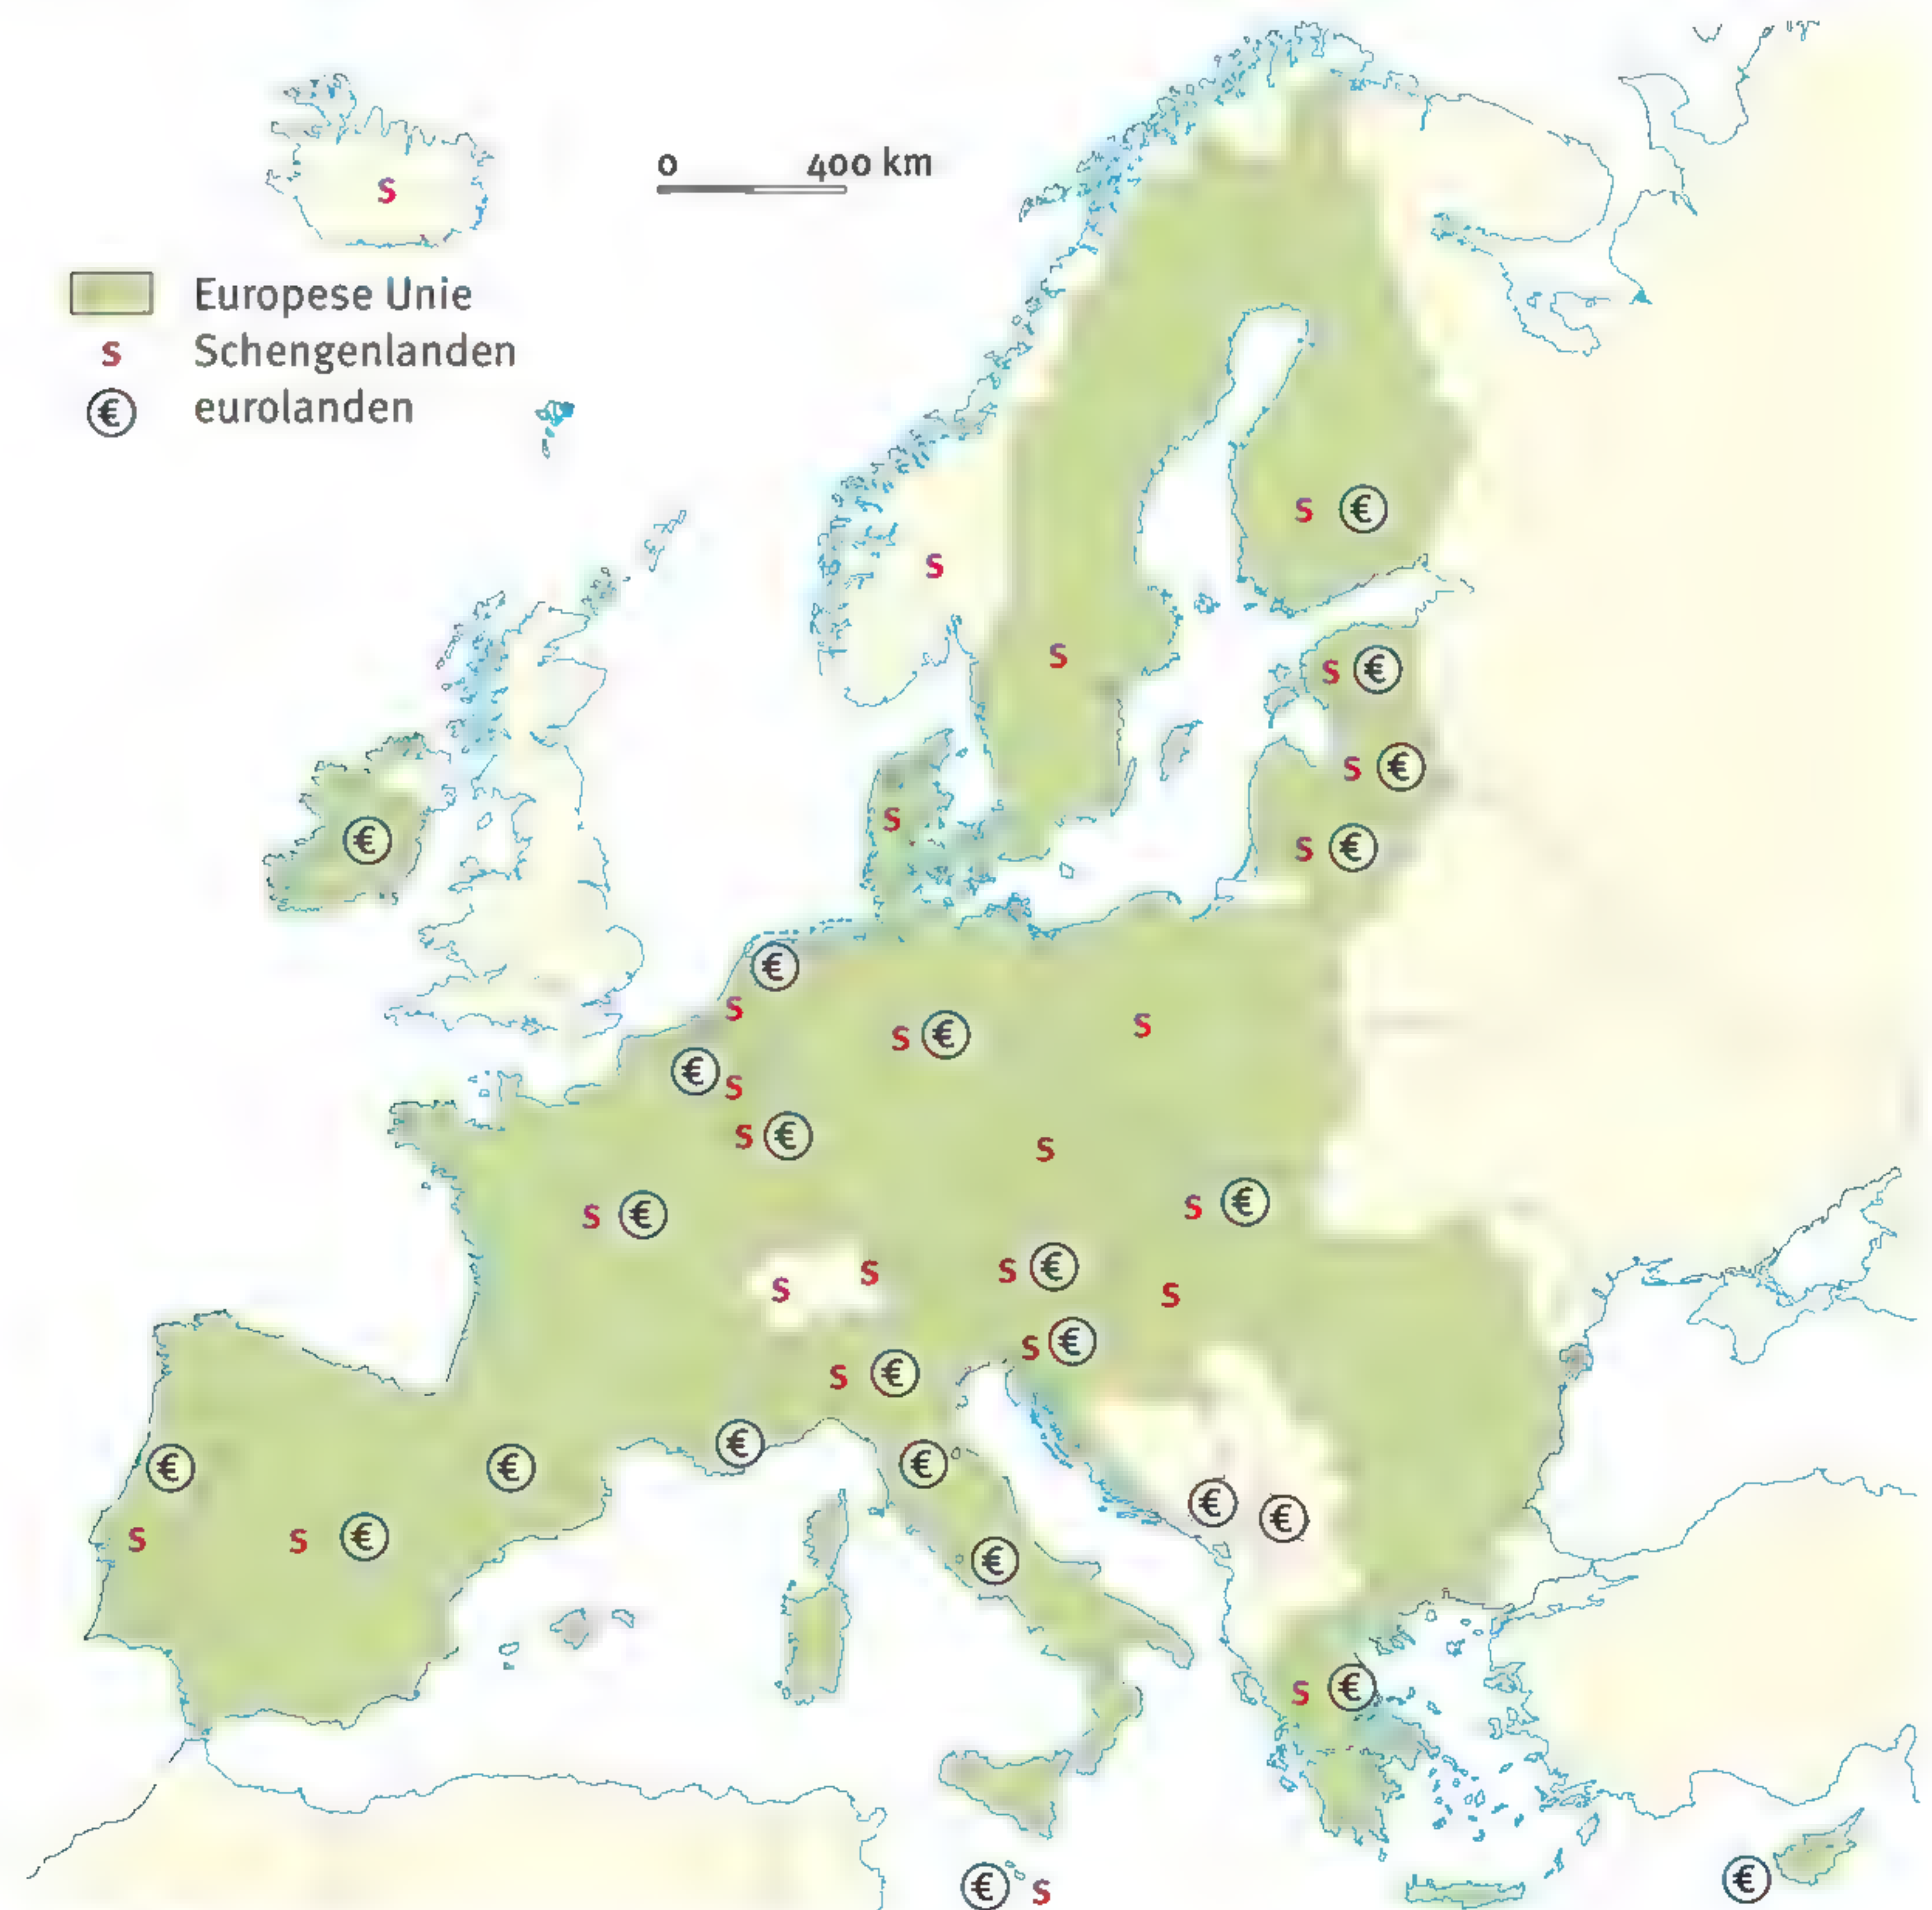 S
0 400 km
Europese Unie
S Schengenlanden
€ eurolanden
S €
S
S
S €
S €
S
€
S €
€
S
S €
S
€ S
S €
S
S €
S €
S €
S
S
S
S €
S €
€
€
€
€
€
€
S
S €
€
S €
€
€ S